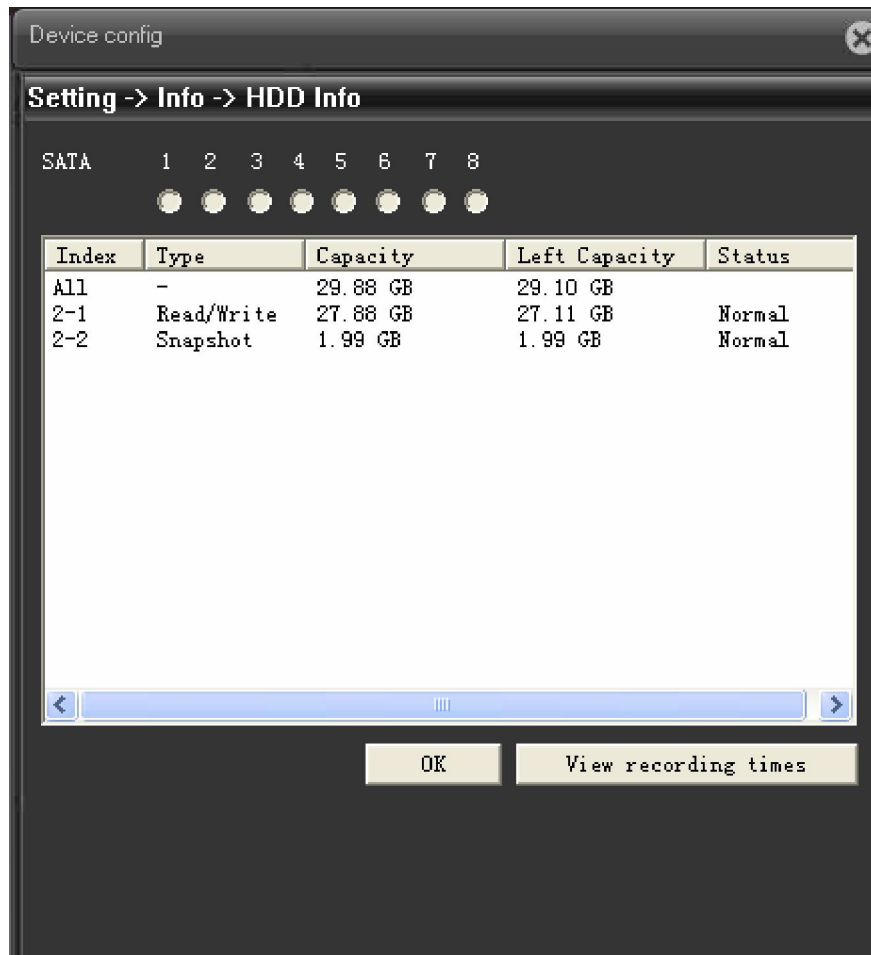 Device config
Setting -> Info -> HDD Info
SATA 1 2 3 4 5 6 7 8
Index Type Capacity Left Capacity Status
All - 29.88 GB 29.10 GB
2-1 Read/Write 27.88 GB 27.11 GB Normal
2-2 Snapshot 1.99 GB 1.99 GB Normal
OK View recording times